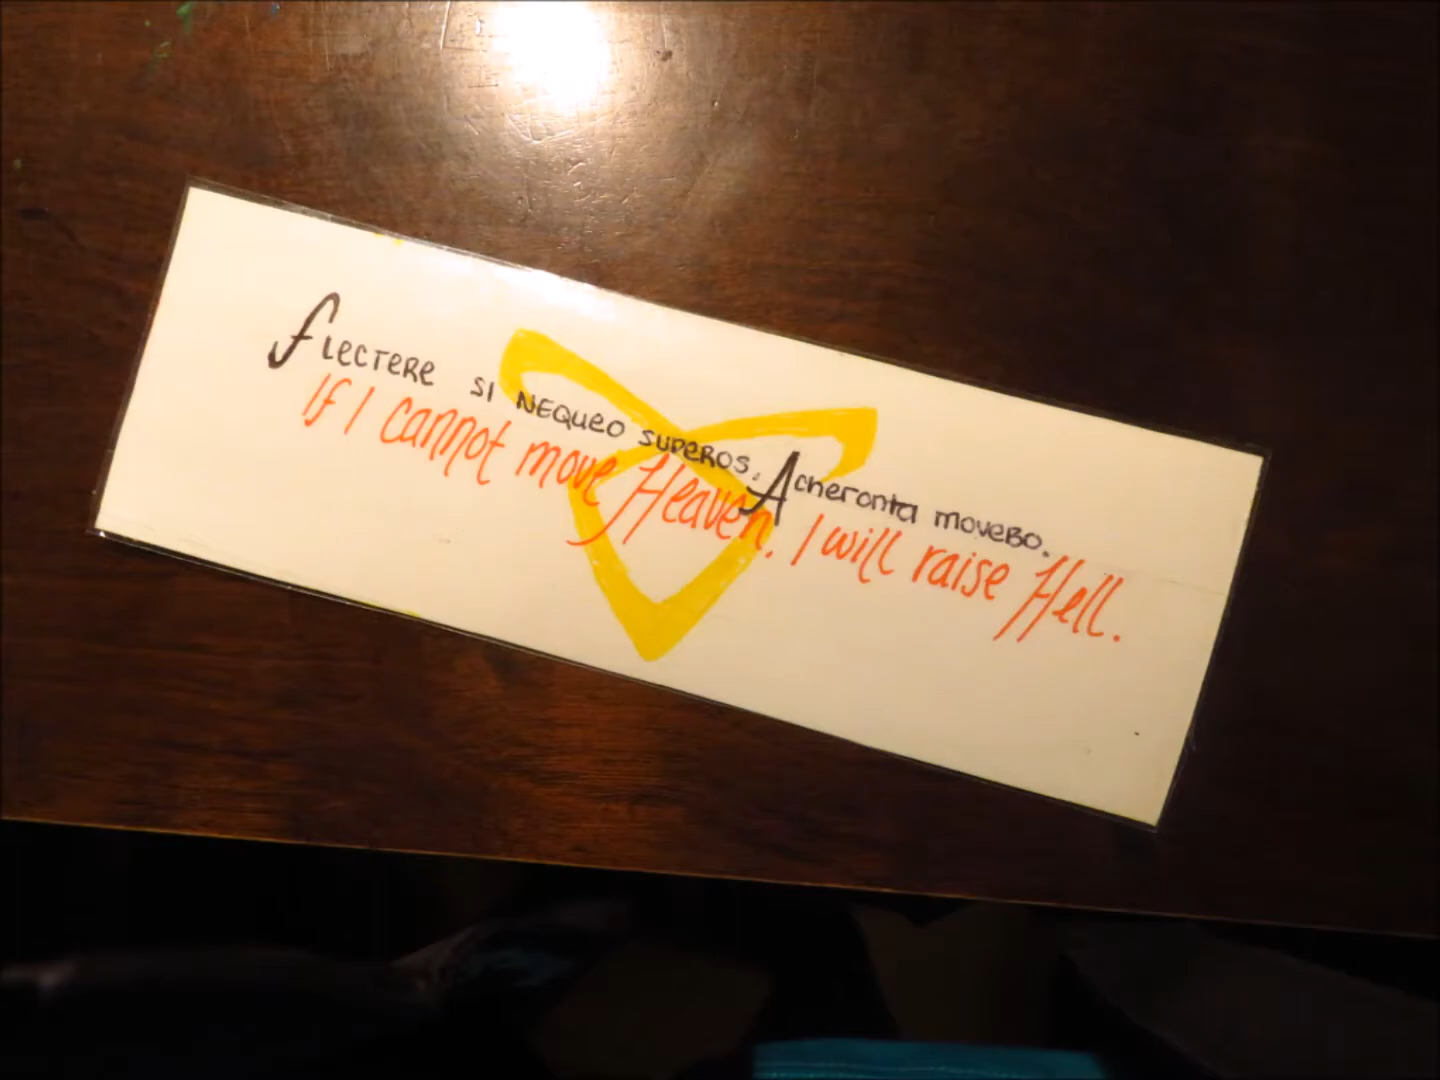 Flectere si nequeo superos, Acheronta movebo.
If I cannot move Heaven. I will raise Hell.